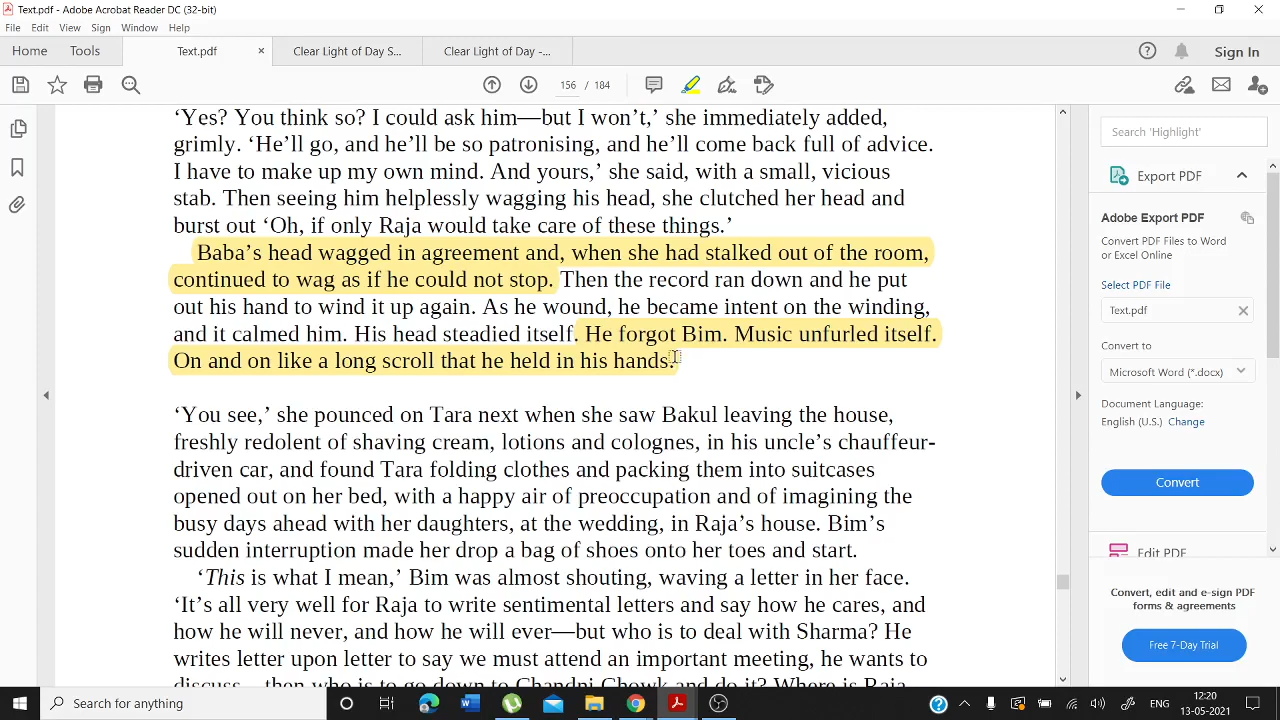 Text.pdf - Adobe Acrobat Reader DC (32-bit)
File Edit View Sign Window Help
Home Tools Text.pdf × Clear Light of Day S... Clear Light of Day -... Sign In
156 / 184
‘Yes? You think so? I could ask him—but I won’t,’ she immediately added,
grimly. ‘He’ll go, and he’ll be so patronising, and he’ll come back full of advice.
I have to make up my own mind. And yours,’ she said, with a small, vicious
stab. Then seeing him helplessly wagging his head, she clutched her head and
burst out ‘Oh, if only Raja would take care of these things.’
Baba’s head wagged in agreement and, when she had stalked out of the room,
continued to wag as if he could not stop. Then the record ran down and he put
out his hand to wind it up again. As he wound, he became intent on the winding,
and it calmed him. His head steadied itself. He forgot Bim. Music unfurled itself.
On and on like a long scroll that he held in his hands.
‘You see,’ she pounced on Tara next when she saw Bakul leaving the house,
freshly redolent of shaving cream, lotions and colognes, in his uncle’s chauffeur-
driven car, and found Tara folding clothes and packing them into suitcases
opened out on her bed, with a happy air of preoccupation and of imagining the
busy days ahead with her daughters, at the wedding, in Raja’s house. Bim’s
sudden interruption made her drop a bag of shoes onto her toes and start.
‘This is what I mean,’ Bim was almost shouting, waving a letter in her face.
‘It’s all very well for Raja to write sentimental letters and say how he cares, and
how he will never, and how he will ever—but who is to deal with Sharma? He
writes letter upon letter to say we must attend an important meeting, he wants to
discuss—then who is to go down to Chandni Chowk and do it? Where is Raja
Search 'Highlight'
Export PDF
Adobe Export PDF
Convert PDF Files to Word
or Excel Online
Select PDF File
Text.pdf
Convert to
Microsoft Word (*.docx)
Document Language:
English (U.S.) Change
Convert
Edit PDF
Convert, edit and e-sign PDF
forms & agreements
Free 7-Day Trial
Search for anything
ENG
12:20
13-05-2021